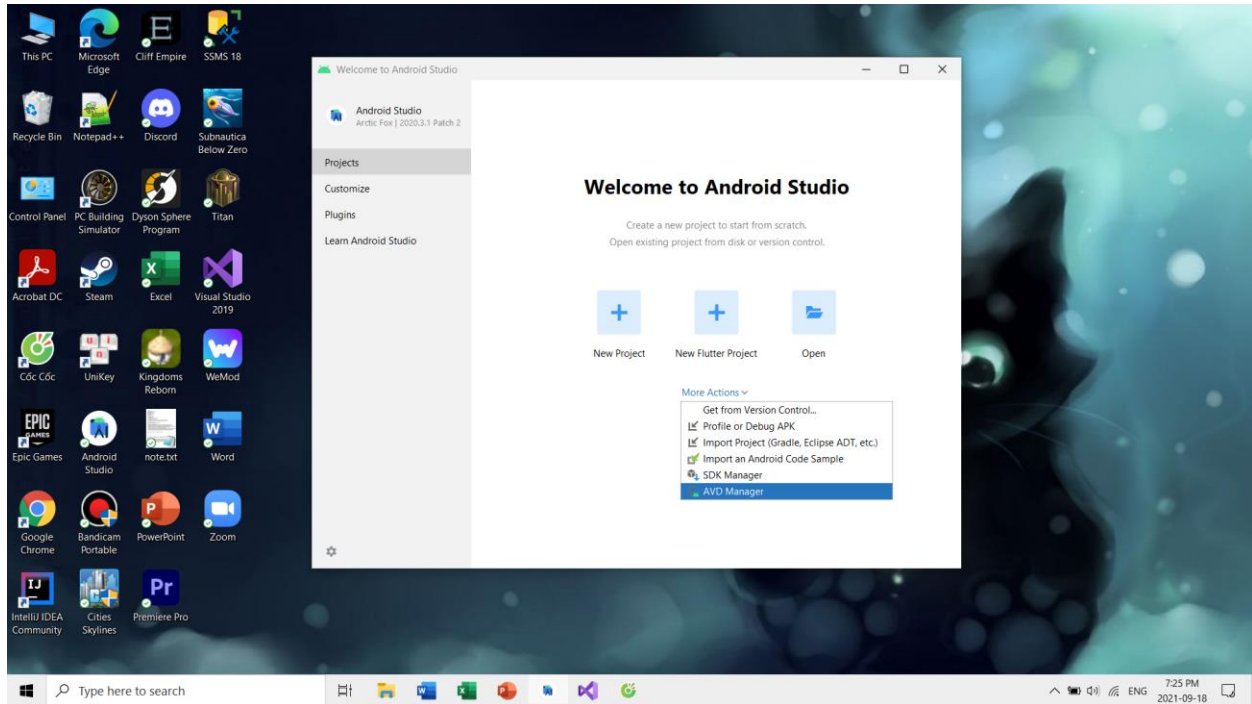 This PC
Microsoft
Edge
Cliff Empire
SSMS 18
Recycle Bin
Notepad++
Discord
Subnautica
Below Zero
Control Panel
PC Building
Simulator
Dyson Sphere
Program
Titan
Acrobat DC
Steam
Excel
Visual Studio
2019
Cốc Cốc
UniKey
Kingdoms
Reborn
WeMod
EPIC
GAMES
Epic Games
Android
Studio
note.txt
Word
Google
Chrome
Bandicam
Portable
PowerPoint
Zoom
IntelliJ IDEA
Community
Cities
Skylines
Premiere Pro
Welcome to Android Studio
Android Studio
Arctic Fox | 2020.3.1 Patch 2
Projects
Customize
Plugins
Learn Android Studio
Welcome to Android Studio
Create a new project to start from scratch.
Open existing project from disk or version control.
New Project
New Flutter Project
Open
More Actions
Get from Version Control...
Profile or Debug APK
Import Project (Gradle, Eclipse ADT, etc.)
Import an Android Code Sample
SDK Manager
AVD Manager
Type here to search
ENG
7:25 PM
2021-09-18